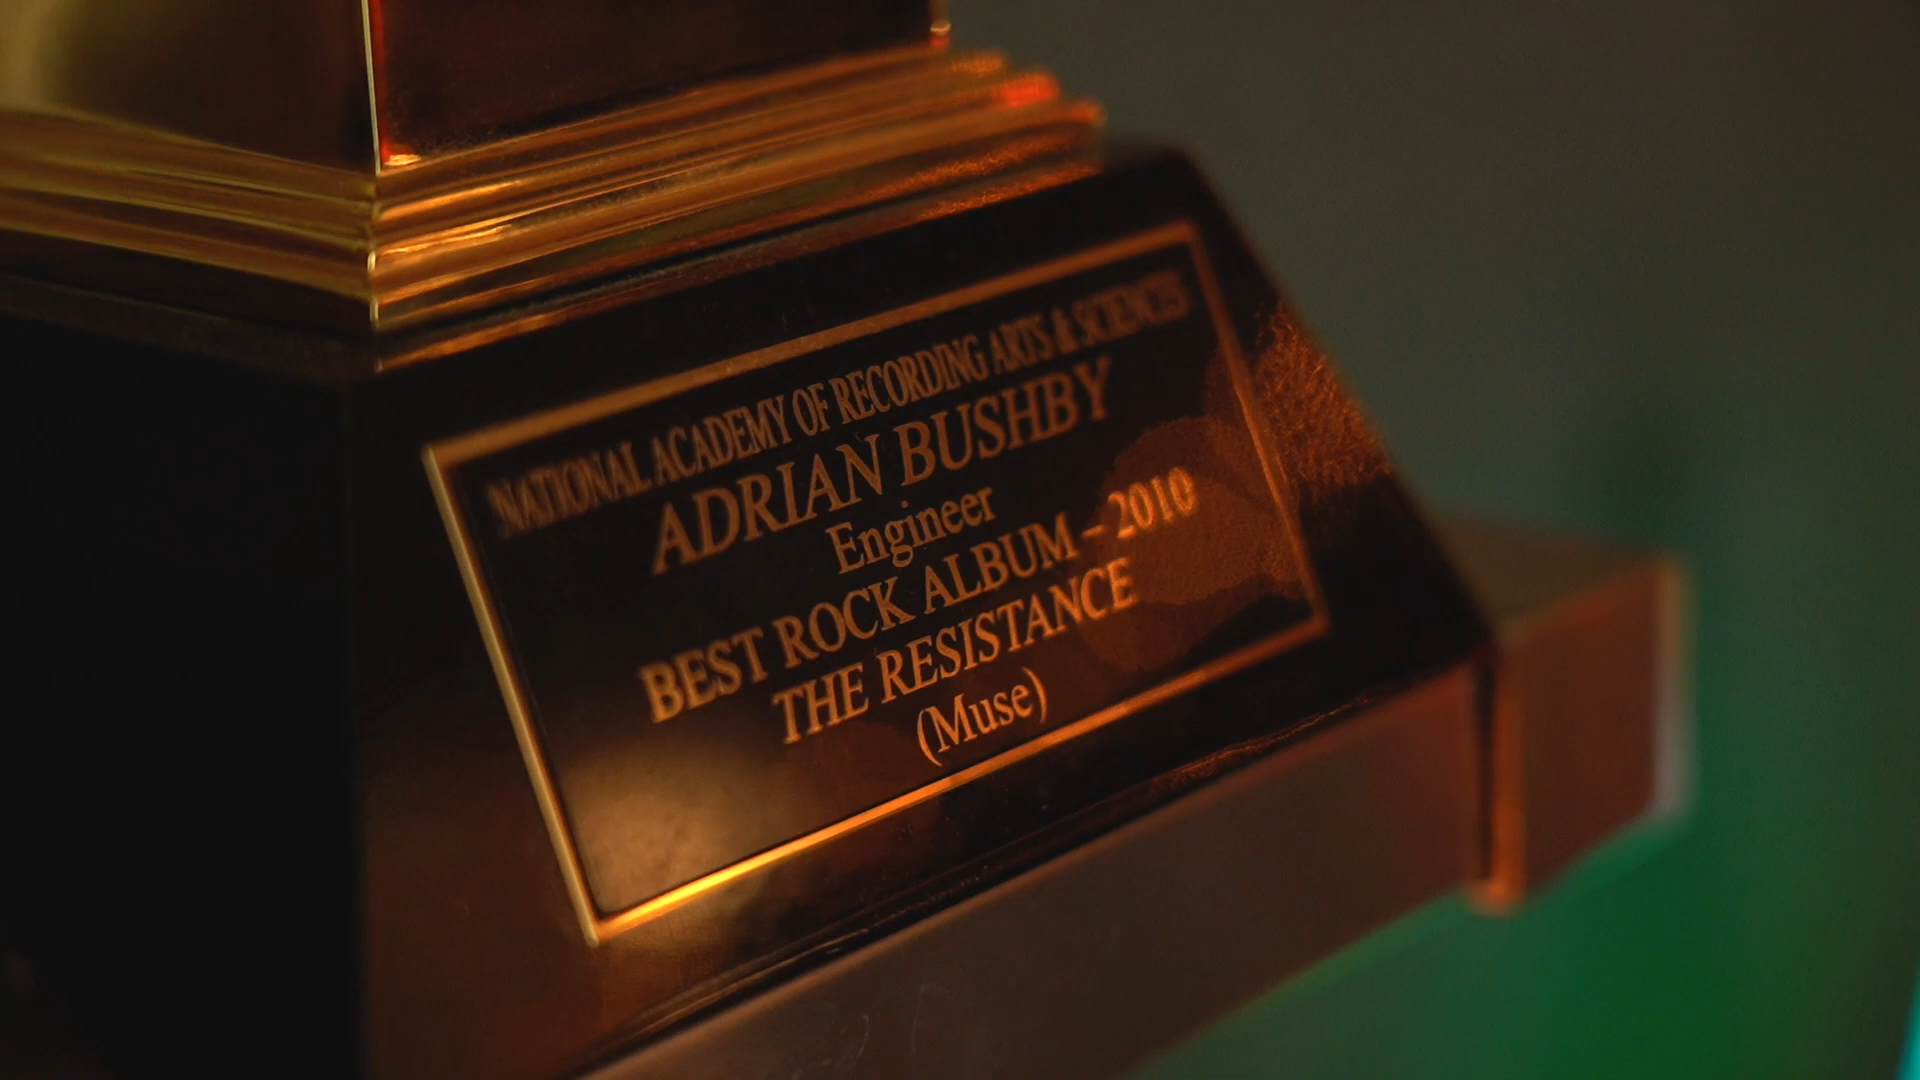 NATIONAL ACADEMY OF RECORDING ARTS & SCIENCES
ADRIAN BUSHBY
Engineer
BEST ROCK ALBUM – 2010
THE RESISTANCE
(Muse)